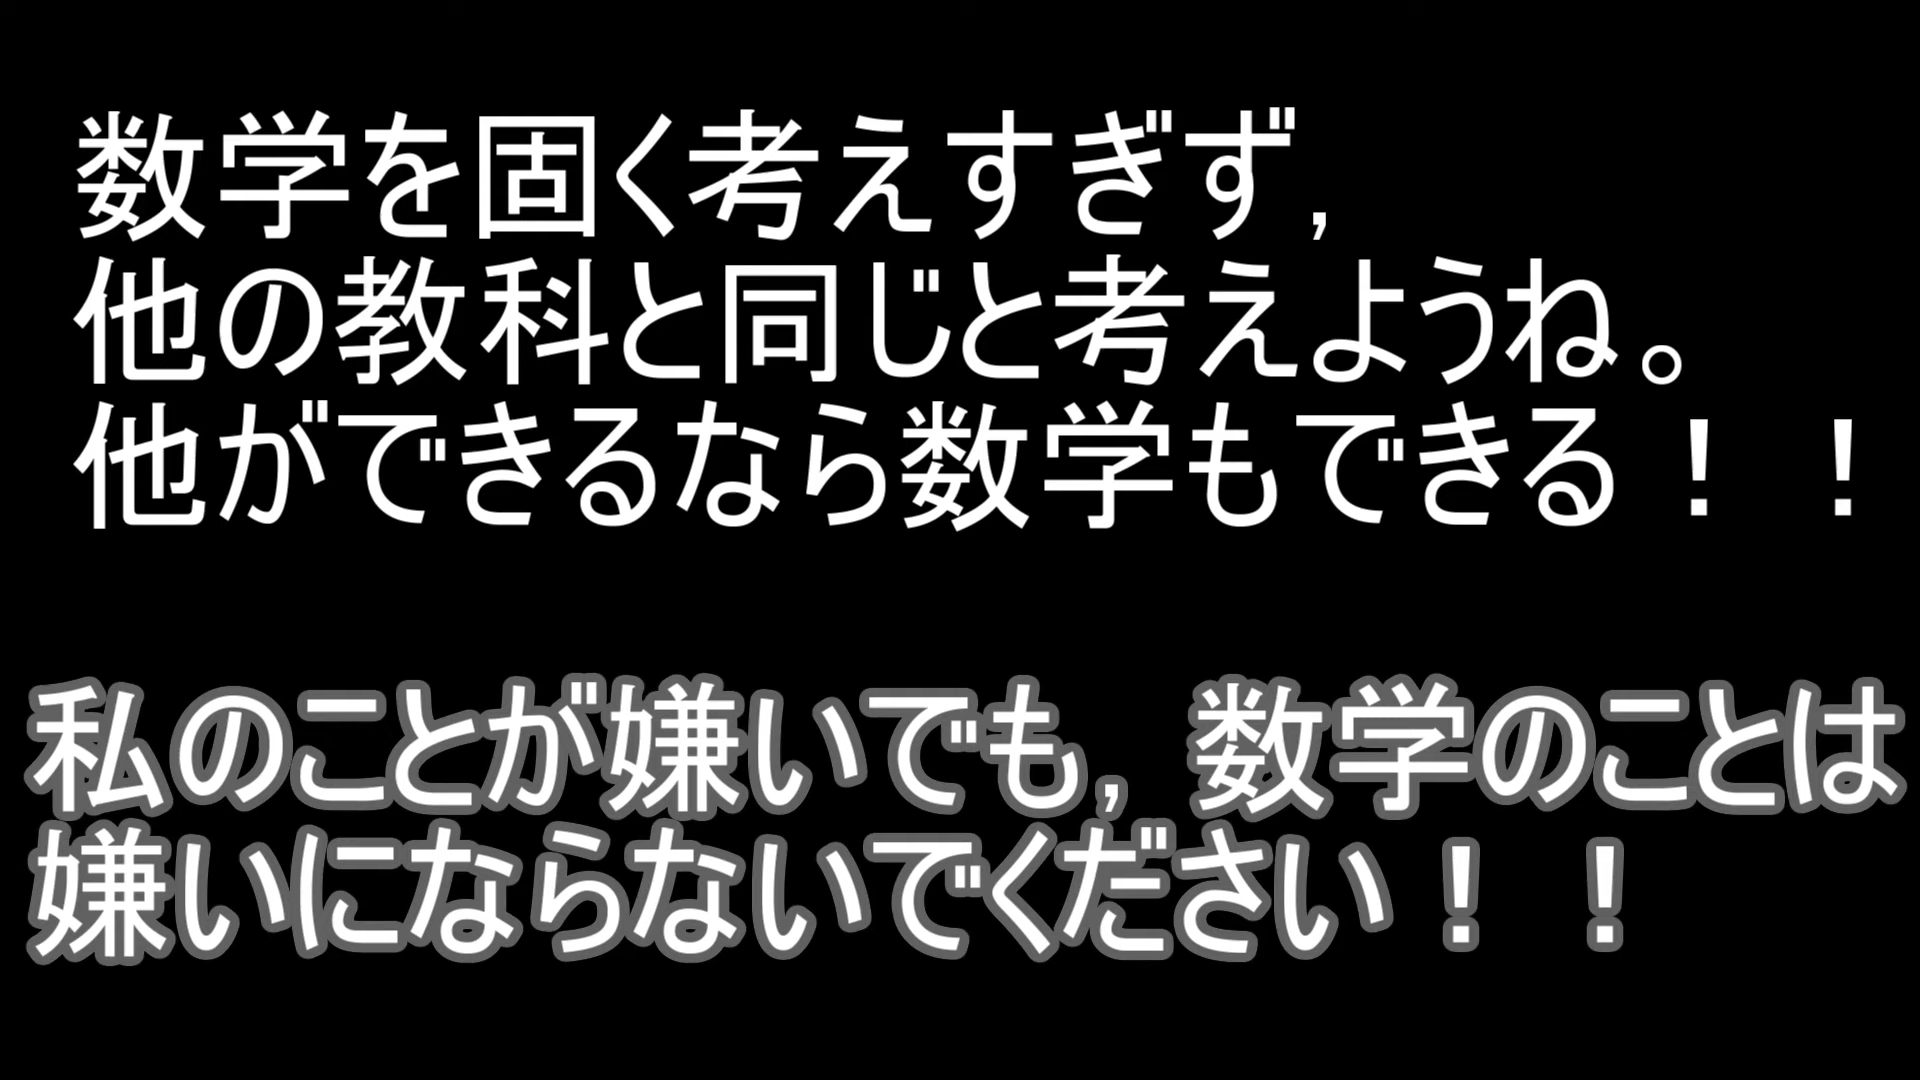 数学を固く考えすぎず,
他の教科と同じと考えようね。
他ができるなら数学もできる！！
私のことが嫌いでも, 数学のことは
嫌いにならないでください！！